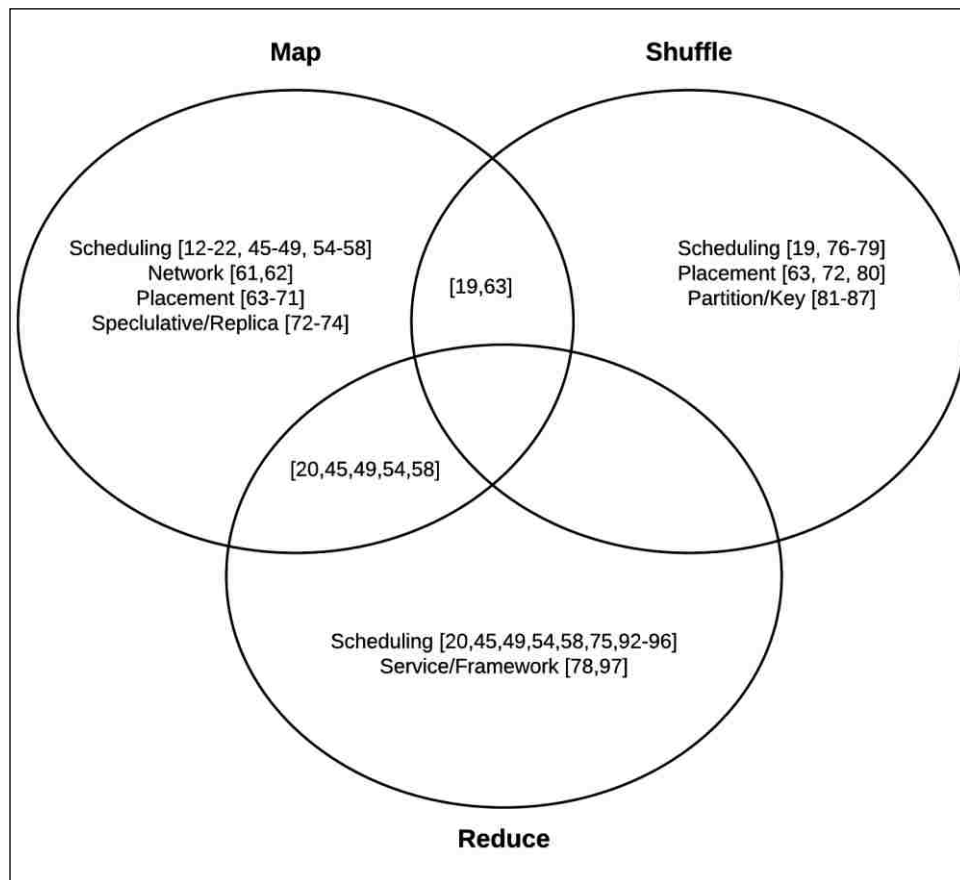 Map
Shuffle
Scheduling [12-22, 45-49, 54-58]
Network [61,62]
Placement [63-71]
Speclulative/Replica [72-74]
[19,63]
Scheduling [19, 76-79]
Placement [63, 72, 80]
Partition/Key [81-87]
[20,45,49,54,58]
Scheduling [20,45,49,54,58,75,92-96]
Service/Framework [78,97]
Reduce